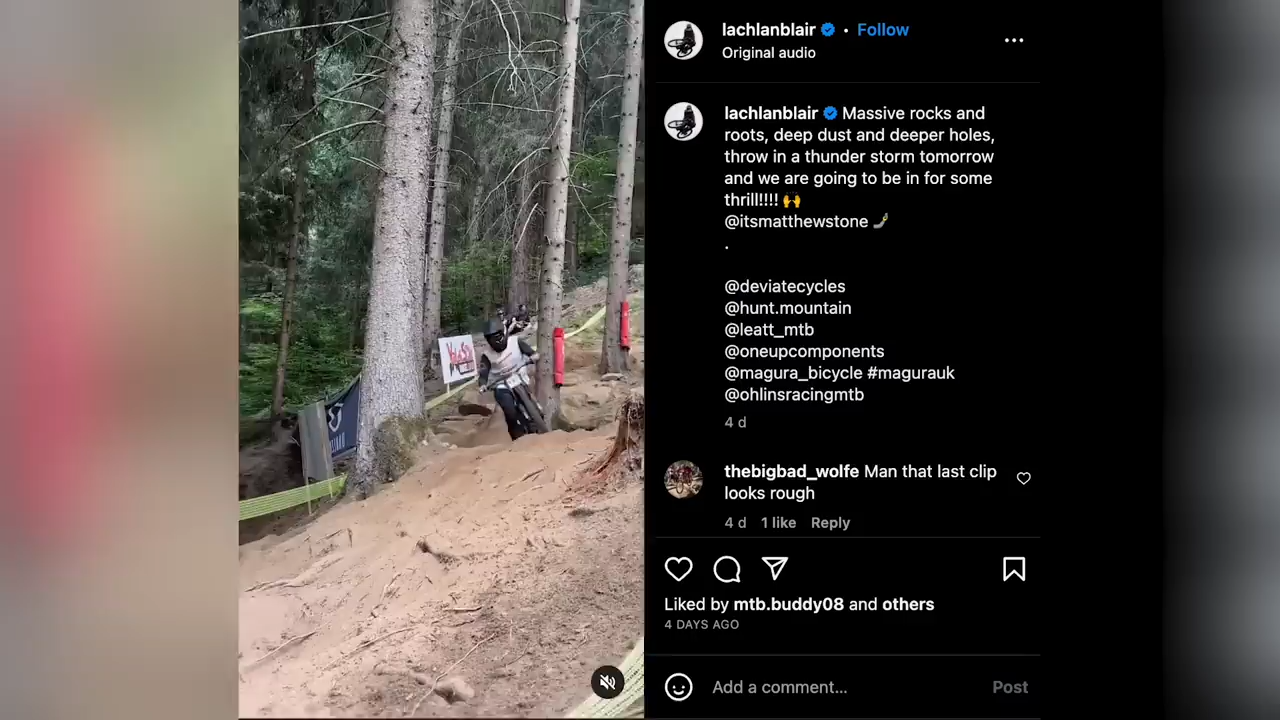 lachlanblair • Follow
Original audio
lachlanblair Massive rocks and
roots, deep dust and deeper holes,
throw in a thunder storm tomorrow
and we are going to be in for some
thrill!!!! 🙌
@itsmatthewstone 🤳
.
@deviatecycles
@hunt.mountain
@leatt_mtb
@oneupcomponents
@magura_bicycle #magurauk
@ohlinsracingmtb
4 d
thebigbad_wolfe Man that last clip
looks rough
4 d 1 like Reply
Liked by mtb.buddy08 and others
4 DAYS AGO
Add a comment... Post